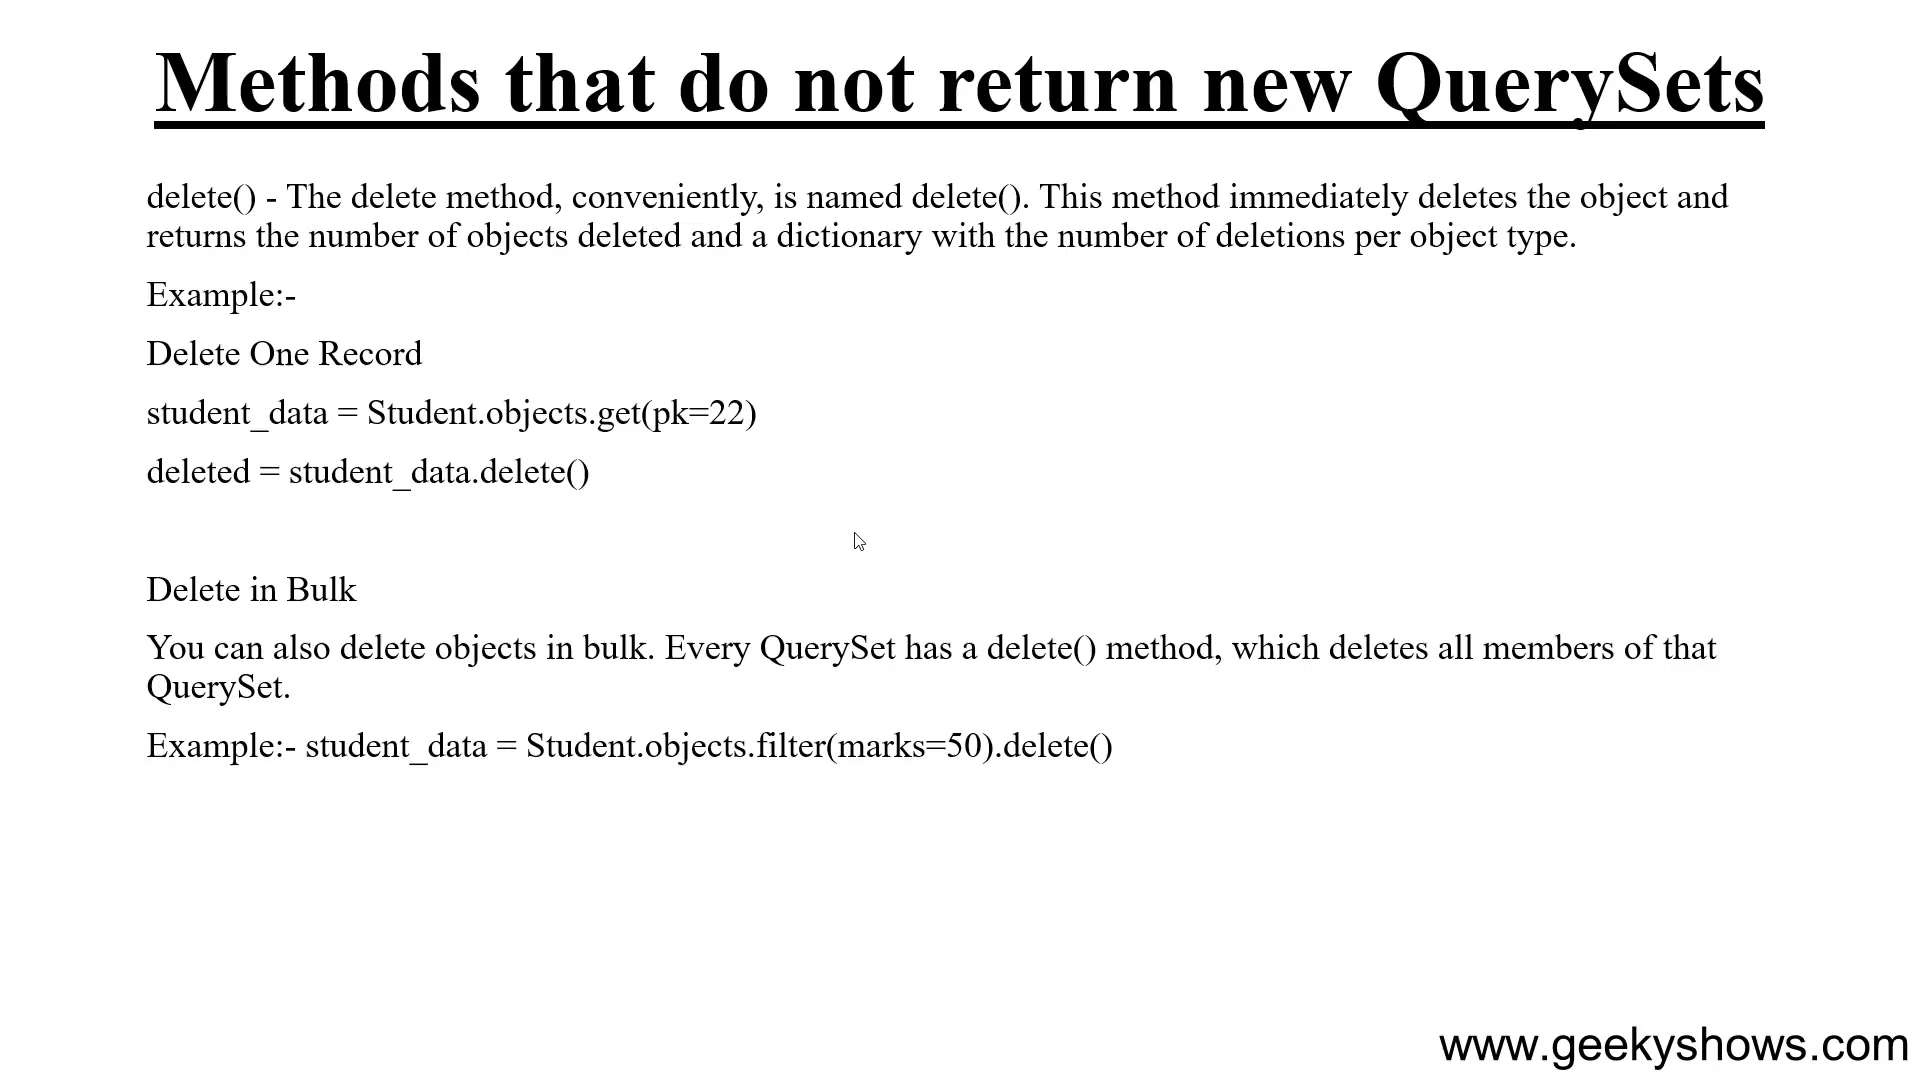 Methods that do not return new QuerySets
delete() - The delete method, conveniently, is named delete(). This method immediately deletes the object and
returns the number of objects deleted and a dictionary with the number of deletions per object type.
Example:-
Delete One Record
student_data = Student.objects.get(pk=22)
deleted = student_data.delete()
Delete in Bulk
You can also delete objects in bulk. Every QuerySet has a delete() method, which deletes all members of that
QuerySet.
Example:- student_data = Student.objects.filter(marks=50).delete()
www.geekyshows.com